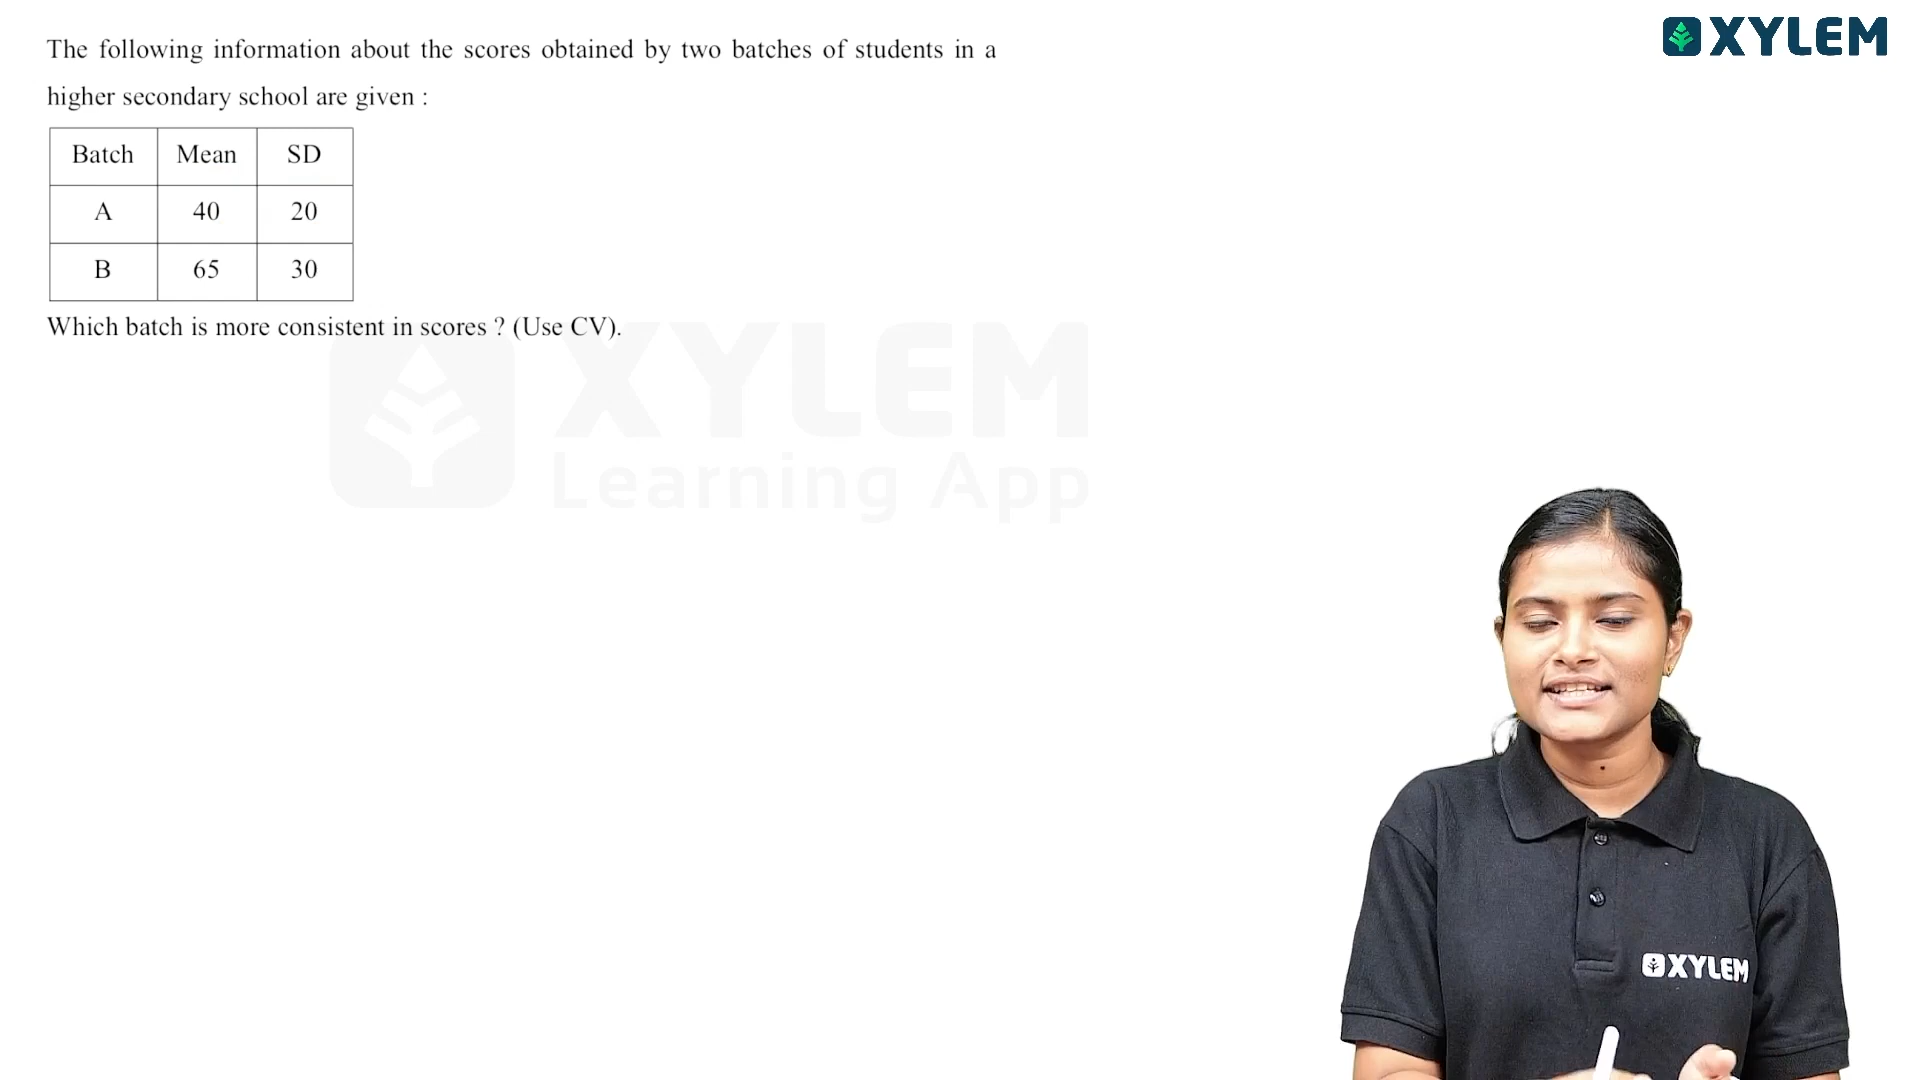 XYLEM
The following information about the scores obtained by two batches of students in a
higher secondary school are given :
Batch Mean SD
A 40 20
B 65 30
Which batch is more consistent in scores ? (Use CV).
XYLEM
Learning App
XYLEM